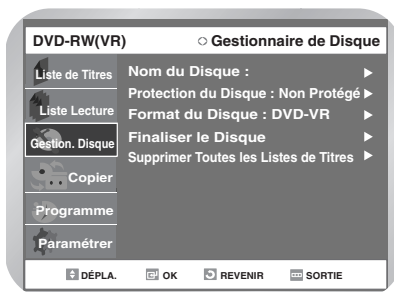 DVD-RW(VR) Gestionnaire de Disque
Liste de Titres
Liste Lecture
Gestion. Disque
Copier
Programme
Paramétrer
Nom du Disque :
Protection du Disque : Non Protégé
Format du Disque : DVD-VR
Finaliser le Disque
Supprimer Toutes les Listes de Titres
DÉPLA. OK REVENIR SORTIE